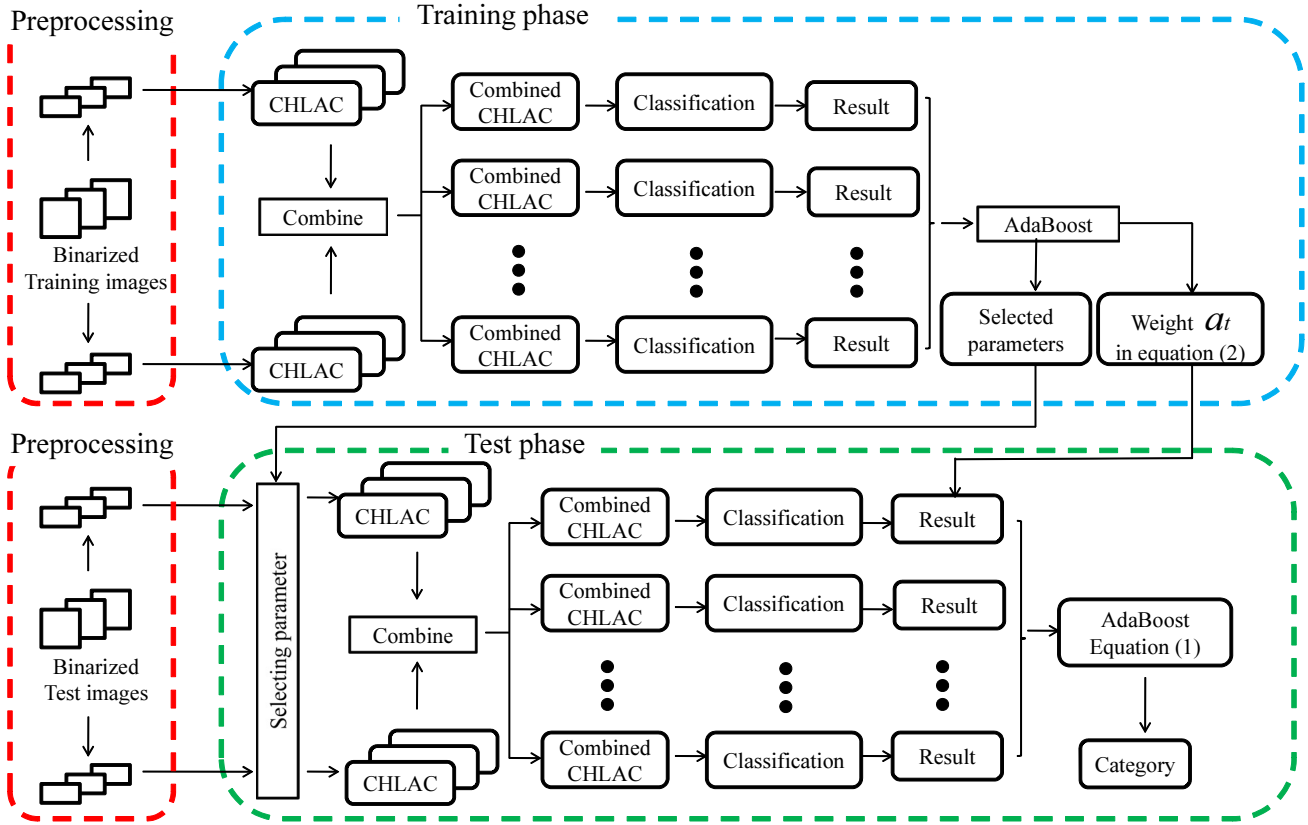 Preprocessing
Training phase
CHLAC
Combined
CHLAC
Classification
Result
Combined
CHLAC
Classification
Result
Combine
AdaBoost
Binarized
Training images
Selected
parameters
Weight at
in equation (2)
CHLAC
Combined
CHLAC
Classification
Result
Preprocessing
Test phase
CHLAC
Combined
CHLAC
Classification
Result
Selecting parameter
Combine
Combined
CHLAC
Classification
Result
AdaBoost
Equation (1)
Binarized
Test images
CHLAC
Combined
CHLAC
Classification
Result
Category